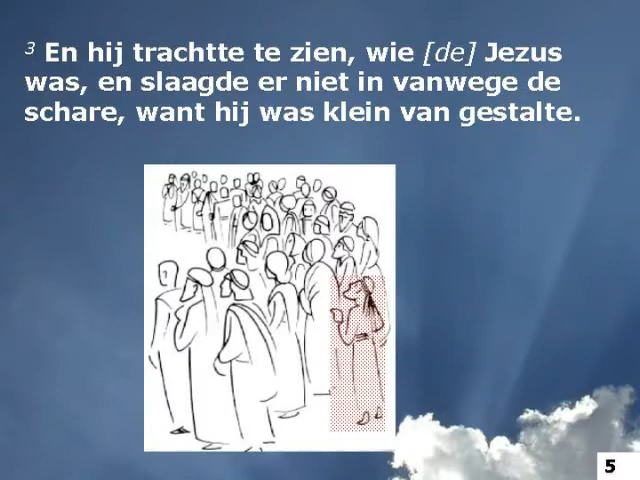 3 En hij trachtte te zien, wie [de] Jezus
was, en slaagde er niet in vanwege de
schare, want hij was klein van gestalte.
5